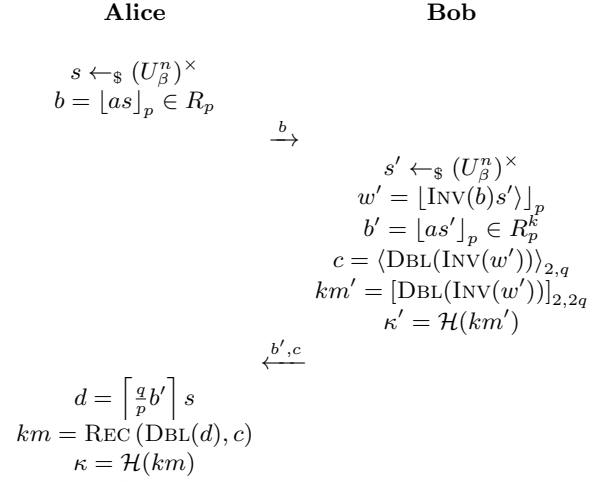 Alice Bob
s ←$ (U_β^n)^×
b = ⌊as⌋_p ∈ R_p
b
⟶
s′ ←$ (U_β^n)^×
w′ = ⌊INV(b)s′⟩⌋_p
b′ = ⌊as′⌋_p ∈ R_p^k
c = ⟨DBL(INV(w′))⟩_{2,q}
km′ = [DBL(INV(w′))]_{2,2q}
κ′ = ℋ(km′)
b′,c
⟵
d = ⌈q/p b′⌉ s
km = REC (DBL(d), c)
κ = ℋ(km)